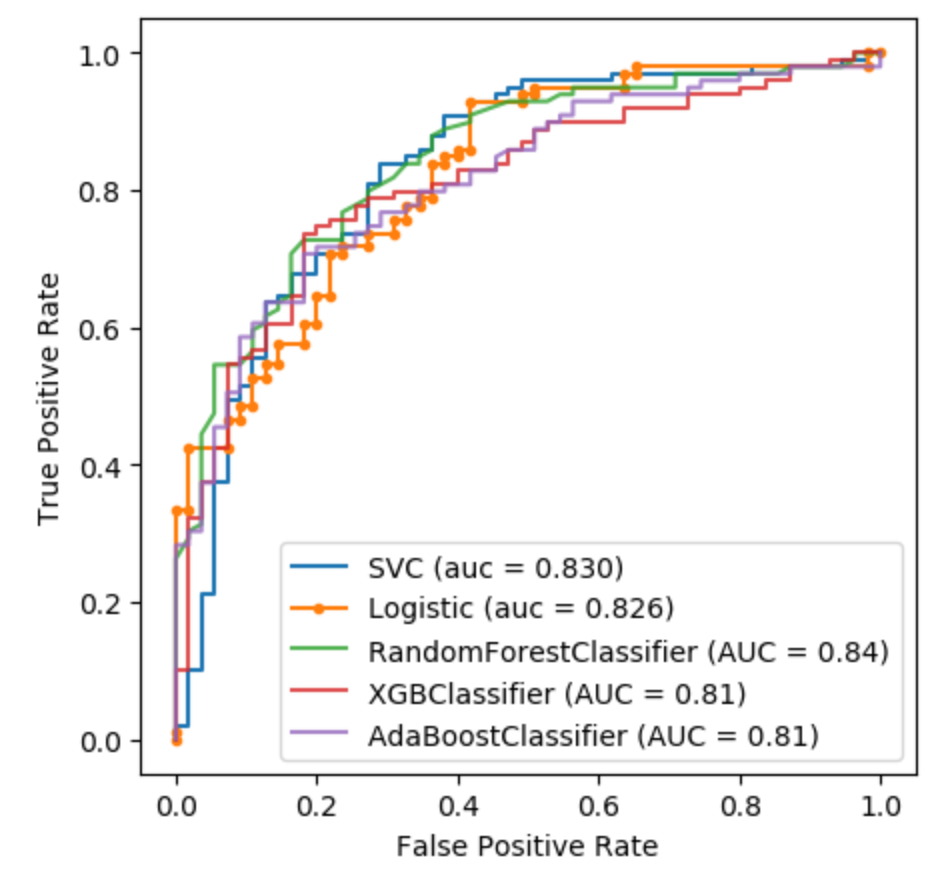 1.0
0.8
0.6
0.4
0.2
0.0
True Positive Rate
SVC (auc = 0.830)
Logistic (auc = 0.826)
RandomForestClassifier (AUC = 0.84)
XGBClassifier (AUC = 0.81)
AdaBoostClassifier (AUC = 0.81)
0.0 0.2 0.4 0.6 0.8 1.0
False Positive Rate